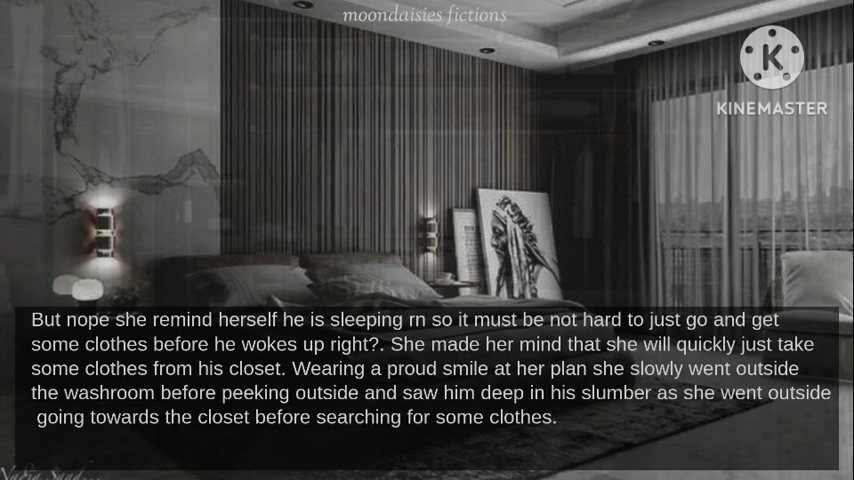 moondaisies fictions
KINEMASTER
But nope she remind herself he is sleeping rn so it must be not hard to just go and get
some clothes before he wokes up right?. She made her mind that she will quickly just take
some clothes from his closet. Wearing a proud smile at her plan she slowly went outside
the washroom before peeking outside and saw him deep in his slumber as she went outside
going towards the closet before searching for some clothes.
Nadia Saad...